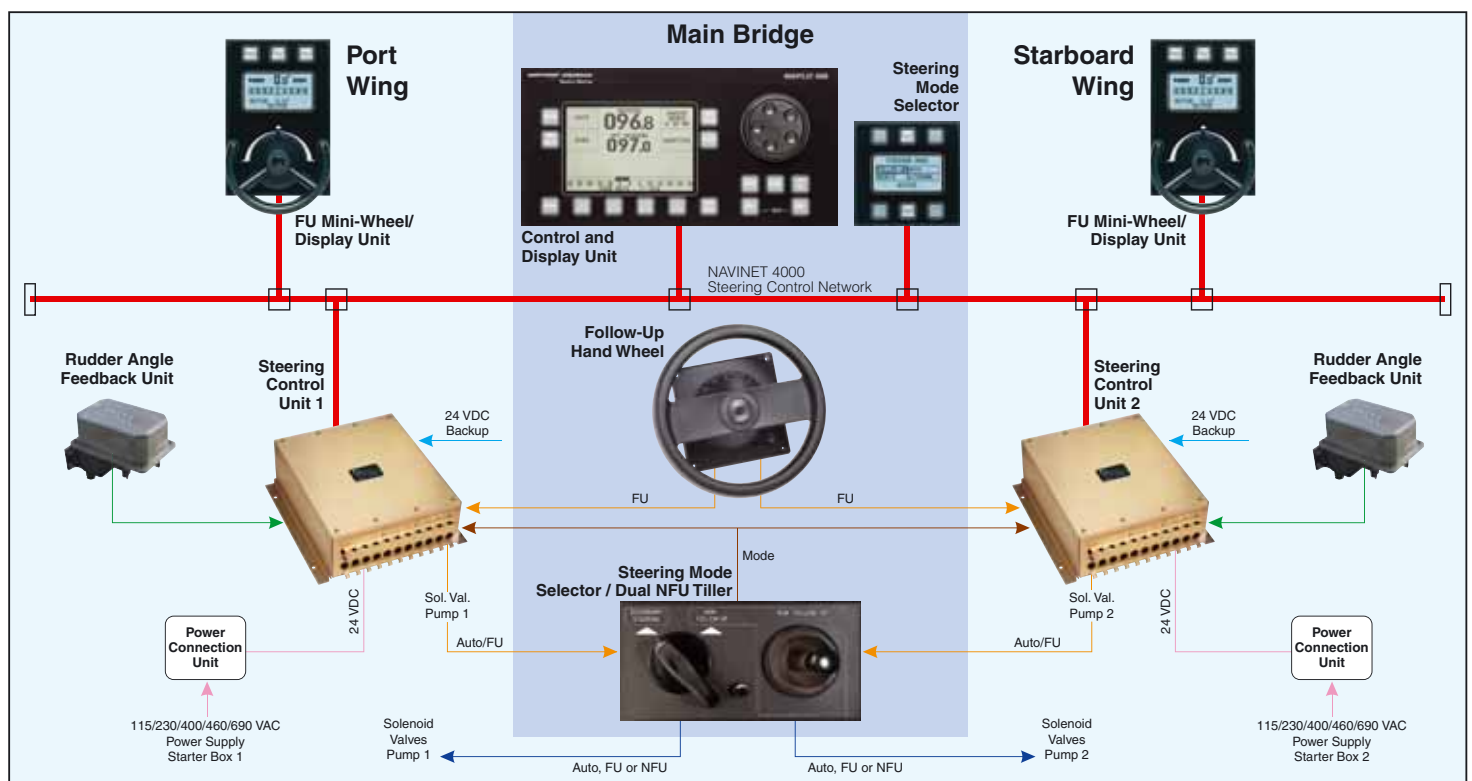 Main Bridge
Port
Wing
Steering
Mode
Selector
Starboard
Wing
096.8
097.0
FU Mini-Wheel/
Display Unit
Control and
Display Unit
FU Mini-Wheel/
Display Unit
NAVINET 4000
Steering Control Network
Rudder Angle
Feedback Unit
Steering
Control
Unit 1
24 VDC
Backup
Follow-Up
Hand Wheel
Steering
Control
Unit 2
24 VDC
Backup
Rudder Angle
Feedback Unit
FU
FU
Mode
Steering Mode
Selector / Dual NFU Tiller
24 VDC
Sol. Val.
Pump 1
Auto/FU
Sol. Val.
Pump 2
Auto/FU
24 VDC
Power
Connection
Unit
Power
Connection
Unit
115/230/400/460/690 VAC
Power Supply
Starter Box 1
Solenoid
Valves
Pump 1
Auto, FU or NFU
Auto, FU or NFU
Solenoid
Valves
Pump 2
115/230/400/460/690 VAC
Power Supply
Starter Box 2